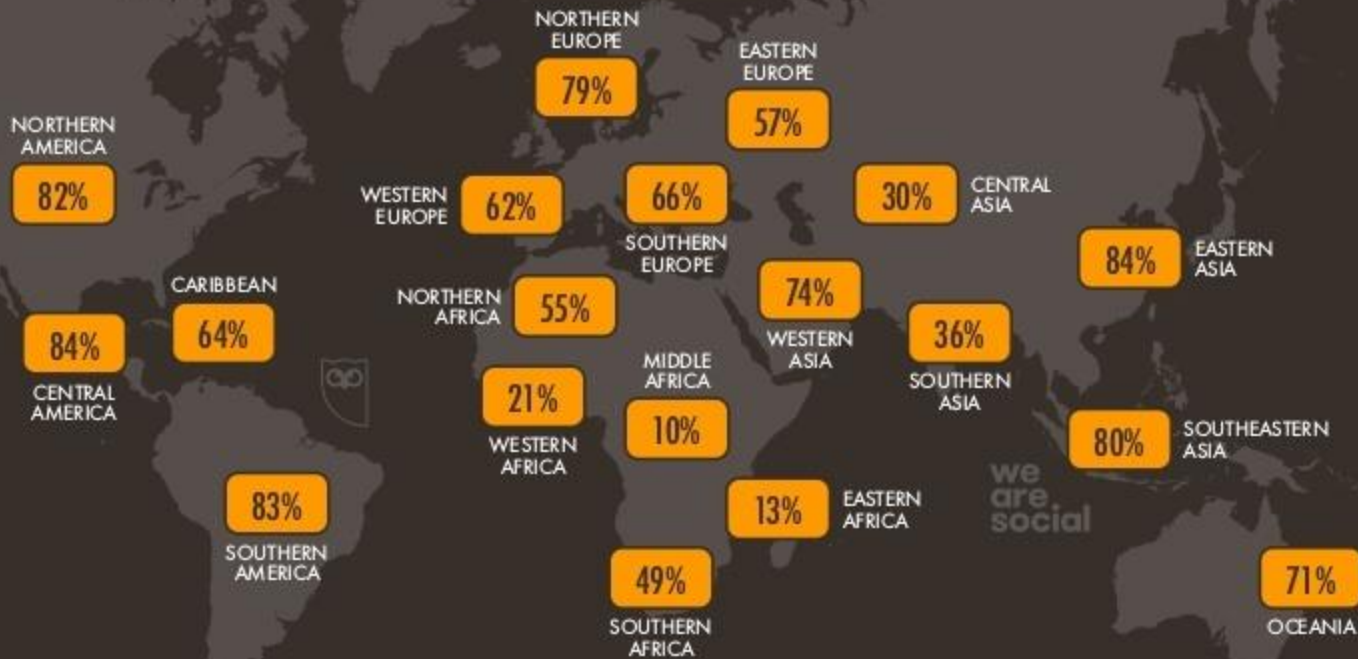 NORTHERN
EUROPE
79%
EASTERN
EUROPE
57%
NORTHERN
AMERICA
82%
WESTERN
EUROPE
62%
66%
SOUTHERN
EUROPE
30%
CENTRAL
ASIA
84%
EASTERN
ASIA
CARIBBEAN
64%
NORTHERN
AFRICA
55%
74%
WESTERN
ASIA
36%
SOUTHERN
ASIA
84%
CENTRAL
AMERICA
21%
WESTERN
AFRICA
MIDDLE
AFRICA
10%
80%
SOUTHEASTERN
ASIA
we
are
social
83%
SOUTHERN
AMERICA
13%
EASTERN
AFRICA
49%
SOUTHERN
AFRICA
71%
OCEANIA